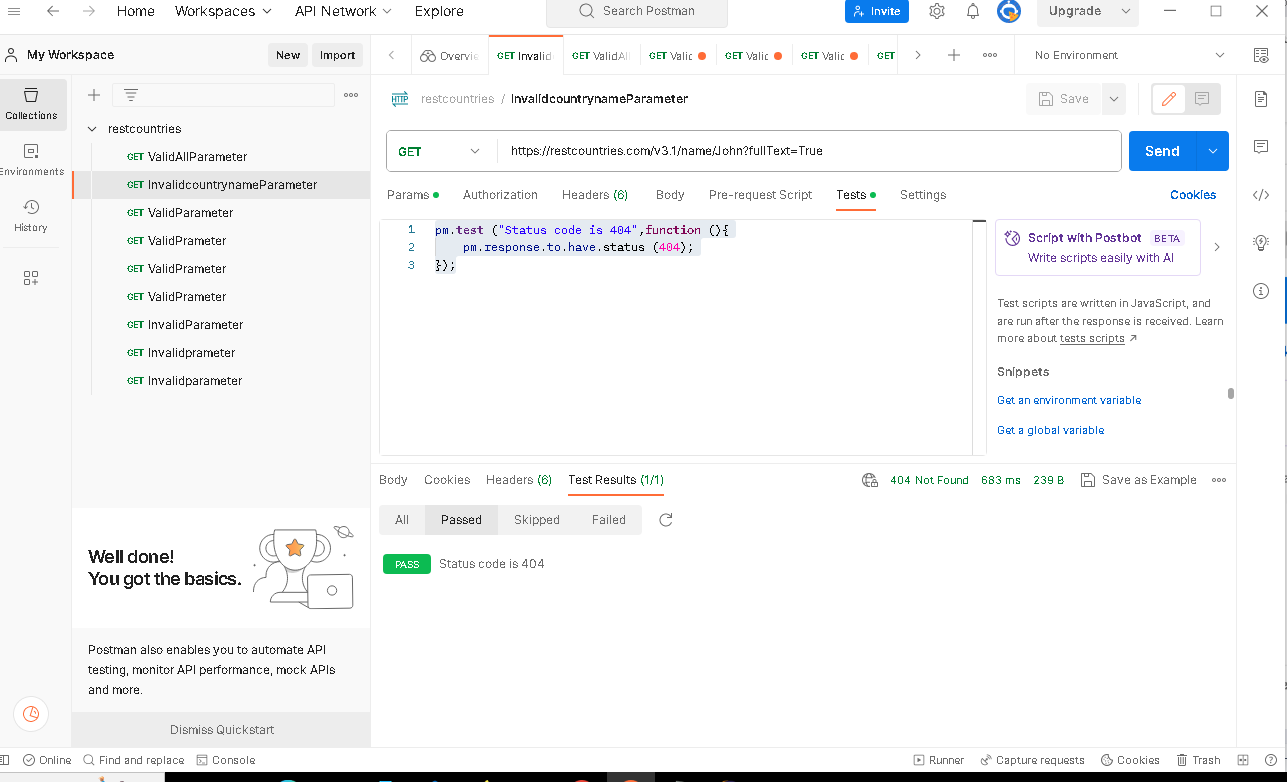 Home Workspaces API Network Explore Search Postman Invite Upgrade
My Workspace New Import Overvie GET Invalid GET ValidAll GET Valic GET Valic GET Valic GET No Environment
Collections
Environments
History
restcountries
GET ValidAllParameter
GET InvalidcountrynameParameter
GET ValidParameter
GET ValidPrameter
GET ValidPrameter
GET ValidPrameter
GET InvalidParameter
GET Invalidprameter
GET Invalidparameter
Well done!
You got the basics.
Postman also enables you to automate API
testing, monitor API performance, mock APIs
and more.
Dismiss Quickstart
HTTP restcountries / InvalidcountrynameParameter Save
GET https://restcountries.com/v3.1/name/John?fullText=True Send
Params Authorization Headers (6) Body Pre-request Script Tests Settings Cookies
1 pm.test ("Status code is 404",function (){
2 pm.response.to.have.status (404);
3 });
Script with Postbot BETA
Write scripts easily with AI
Test scripts are written in JavaScript, and
are run after the response is received. Learn
more about tests scripts ↗
Snippets
Get an environment variable
Get a global variable
Body Cookies Headers (6) Test Results (1/1) 404 Not Found 683 ms 239 B Save as Example
All Passed Skipped Failed
PASS Status code is 404
Online Find and replace Console Runner Capture requests Cookies Trash